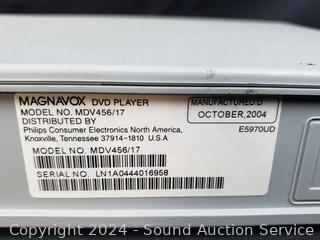 MAGNAVOX DVD PLAYER
MODEL NO. MDV456/17
DISTRIBUTED BY
Philips Consumer Electronics North America,
Knoxville, Tennessee 37914-1810 U.S.A
MANUFACTURED
OCTOBER, 2004
E5970UD
MODEL NO. MDV456/17
SERIAL NO. LN1A0444016958
Copyright 2024 - Sound Auction Service